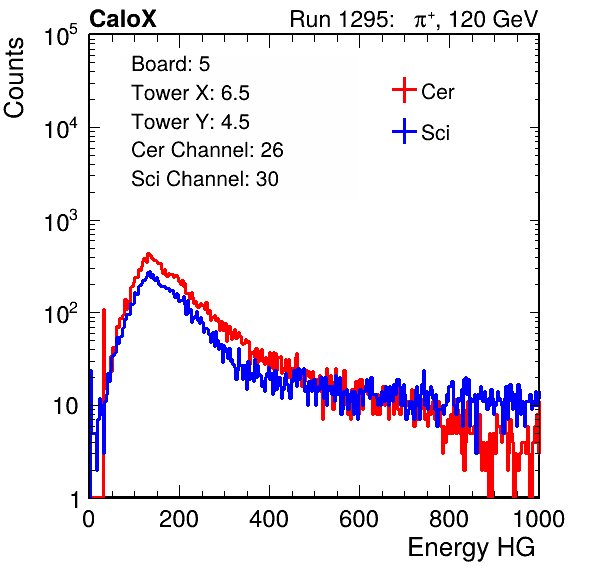 CaloX Run 1295: π⁺, 120 GeV
Counts
Board: 5
Tower X: 6.5
Tower Y: 4.5
Cer Channel: 26
Sci Channel: 30
Cer
Sci
10⁵
10⁴
10³
10²
10
1
0 200 400 600 800 1000
Energy HG